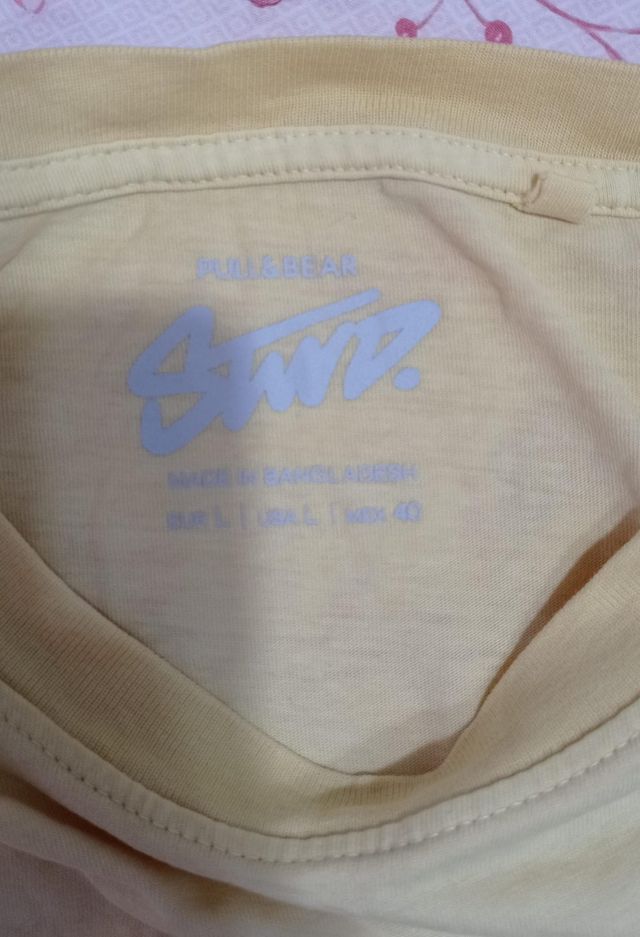 PULL&BEAR
STWD.
MADE IN BANGLADESH
EUR L | USA L | MEX 40